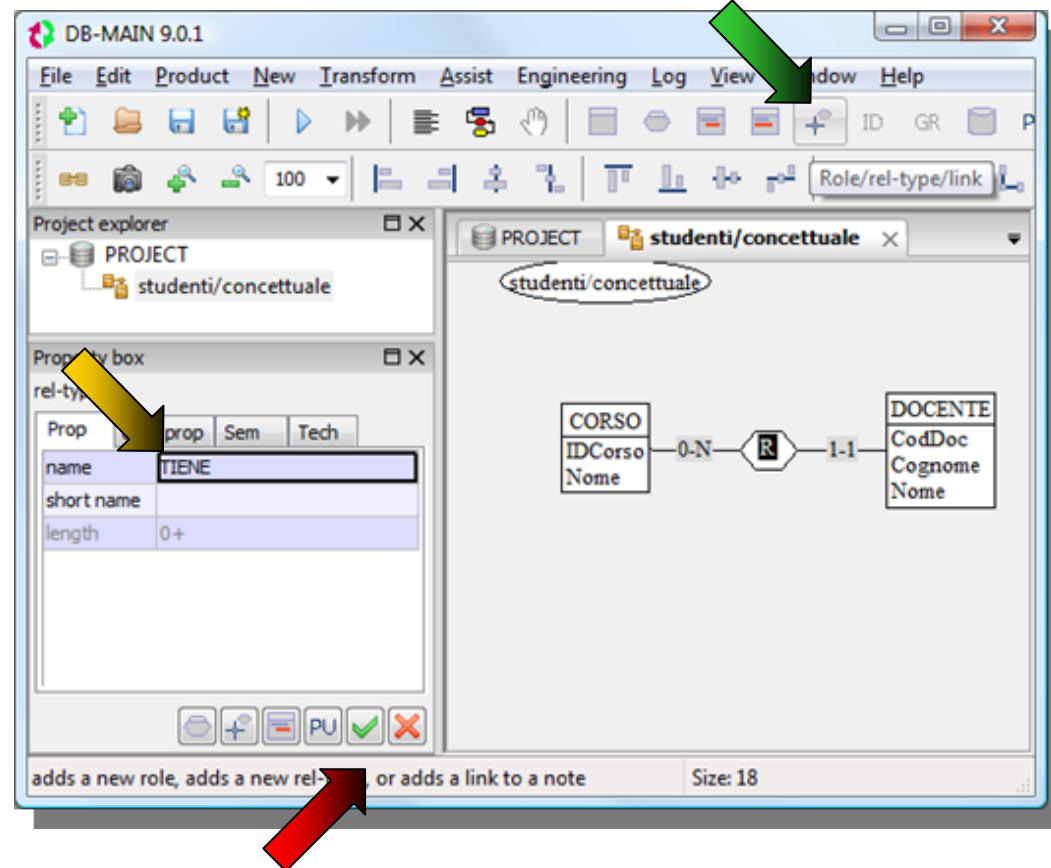 DB-MAIN 9.0.1
File Edit Product New Transform Assist Engineering Log View Help
ID GR P
100
Role/rel-type/link
Project explorer
PROJECT
studenti/concettuale
PROJECT studenti/concettuale
studenti/concettuale
Property box
Prop prop Sem Tech
name TIENE
short name
length 0+
PU
CORSO
IDCorso
Nome
0-N
R
1-1
DOCENTE
CodDoc
Cognome
Nome
adds a new role, adds a new or adds a link to a note Size: 18